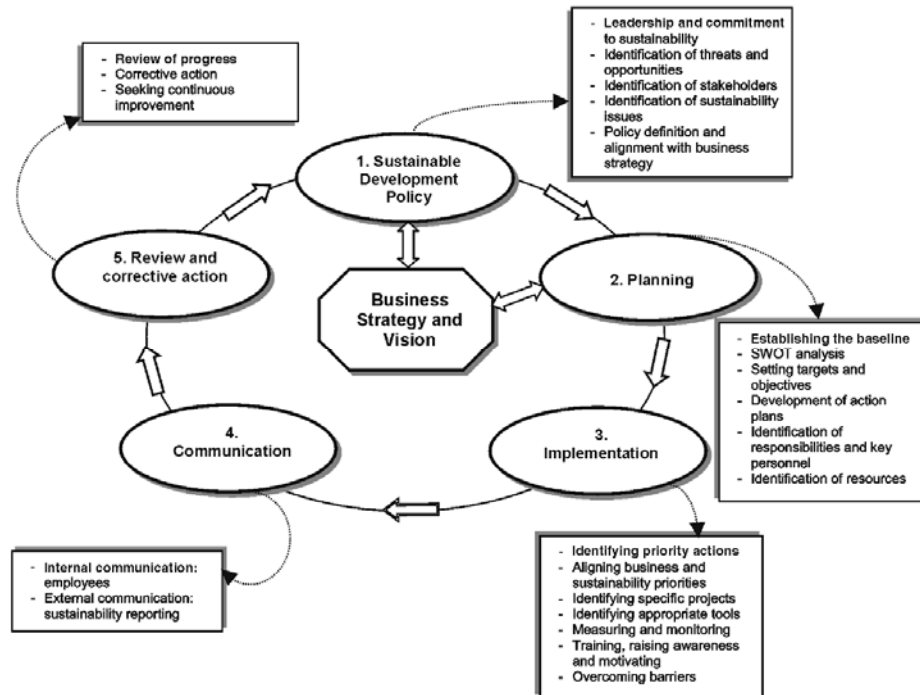 - Leadership and commitment
to sustainability
- Identification of threats and
opportunities
- Identification of stakeholders
- Identification of sustainability
issues
- Policy definition and
alignment with business
strategy
- Review of progress
- Corrective action
- Seeking continuous
improvement
1. Sustainable
Development
Policy
5. Review and
corrective action
2. Planning
Business
Strategy and
Vision
- Establishing the baseline
- SWOT analysis
- Setting targets and
objectives
- Development of action
plans
- Identification of
responsibilities and key
personnel
- Identification of resources
4.
Communication
3.
Implementation
- Internal communication:
employees
- External communication:
sustainability reporting
- Identifying priority actions
- Aligning business and
sustainability priorities
- Identifying specific projects
- Identifying appropriate tools
- Measuring and monitoring
- Training, raising awareness
and motivating
- Overcoming barriers